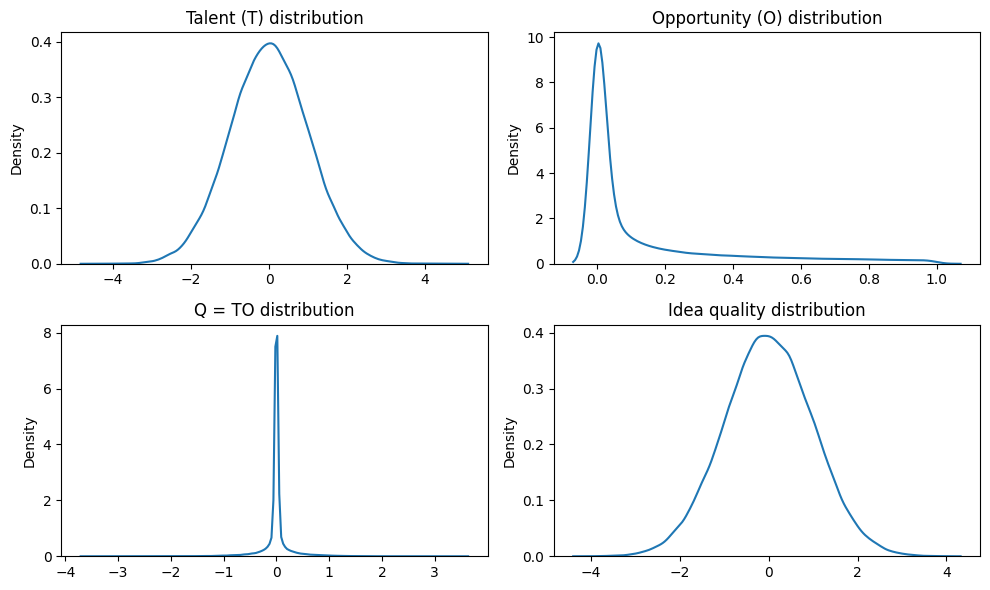 Talent (T) distribution
Density
0.4
0.3
0.2
0.1
0.0
−4 −2 0 2 4
Opportunity (O) distribution
Density
10
8
6
4
2
0
0.0 0.2 0.4 0.6 0.8 1.0
Q = TO distribution
Density
8
6
4
2
0
−4 −3 −2 −1 0 1 2 3
Idea quality distribution
Density
0.4
0.3
0.2
0.1
0.0
−4 −2 0 2 4